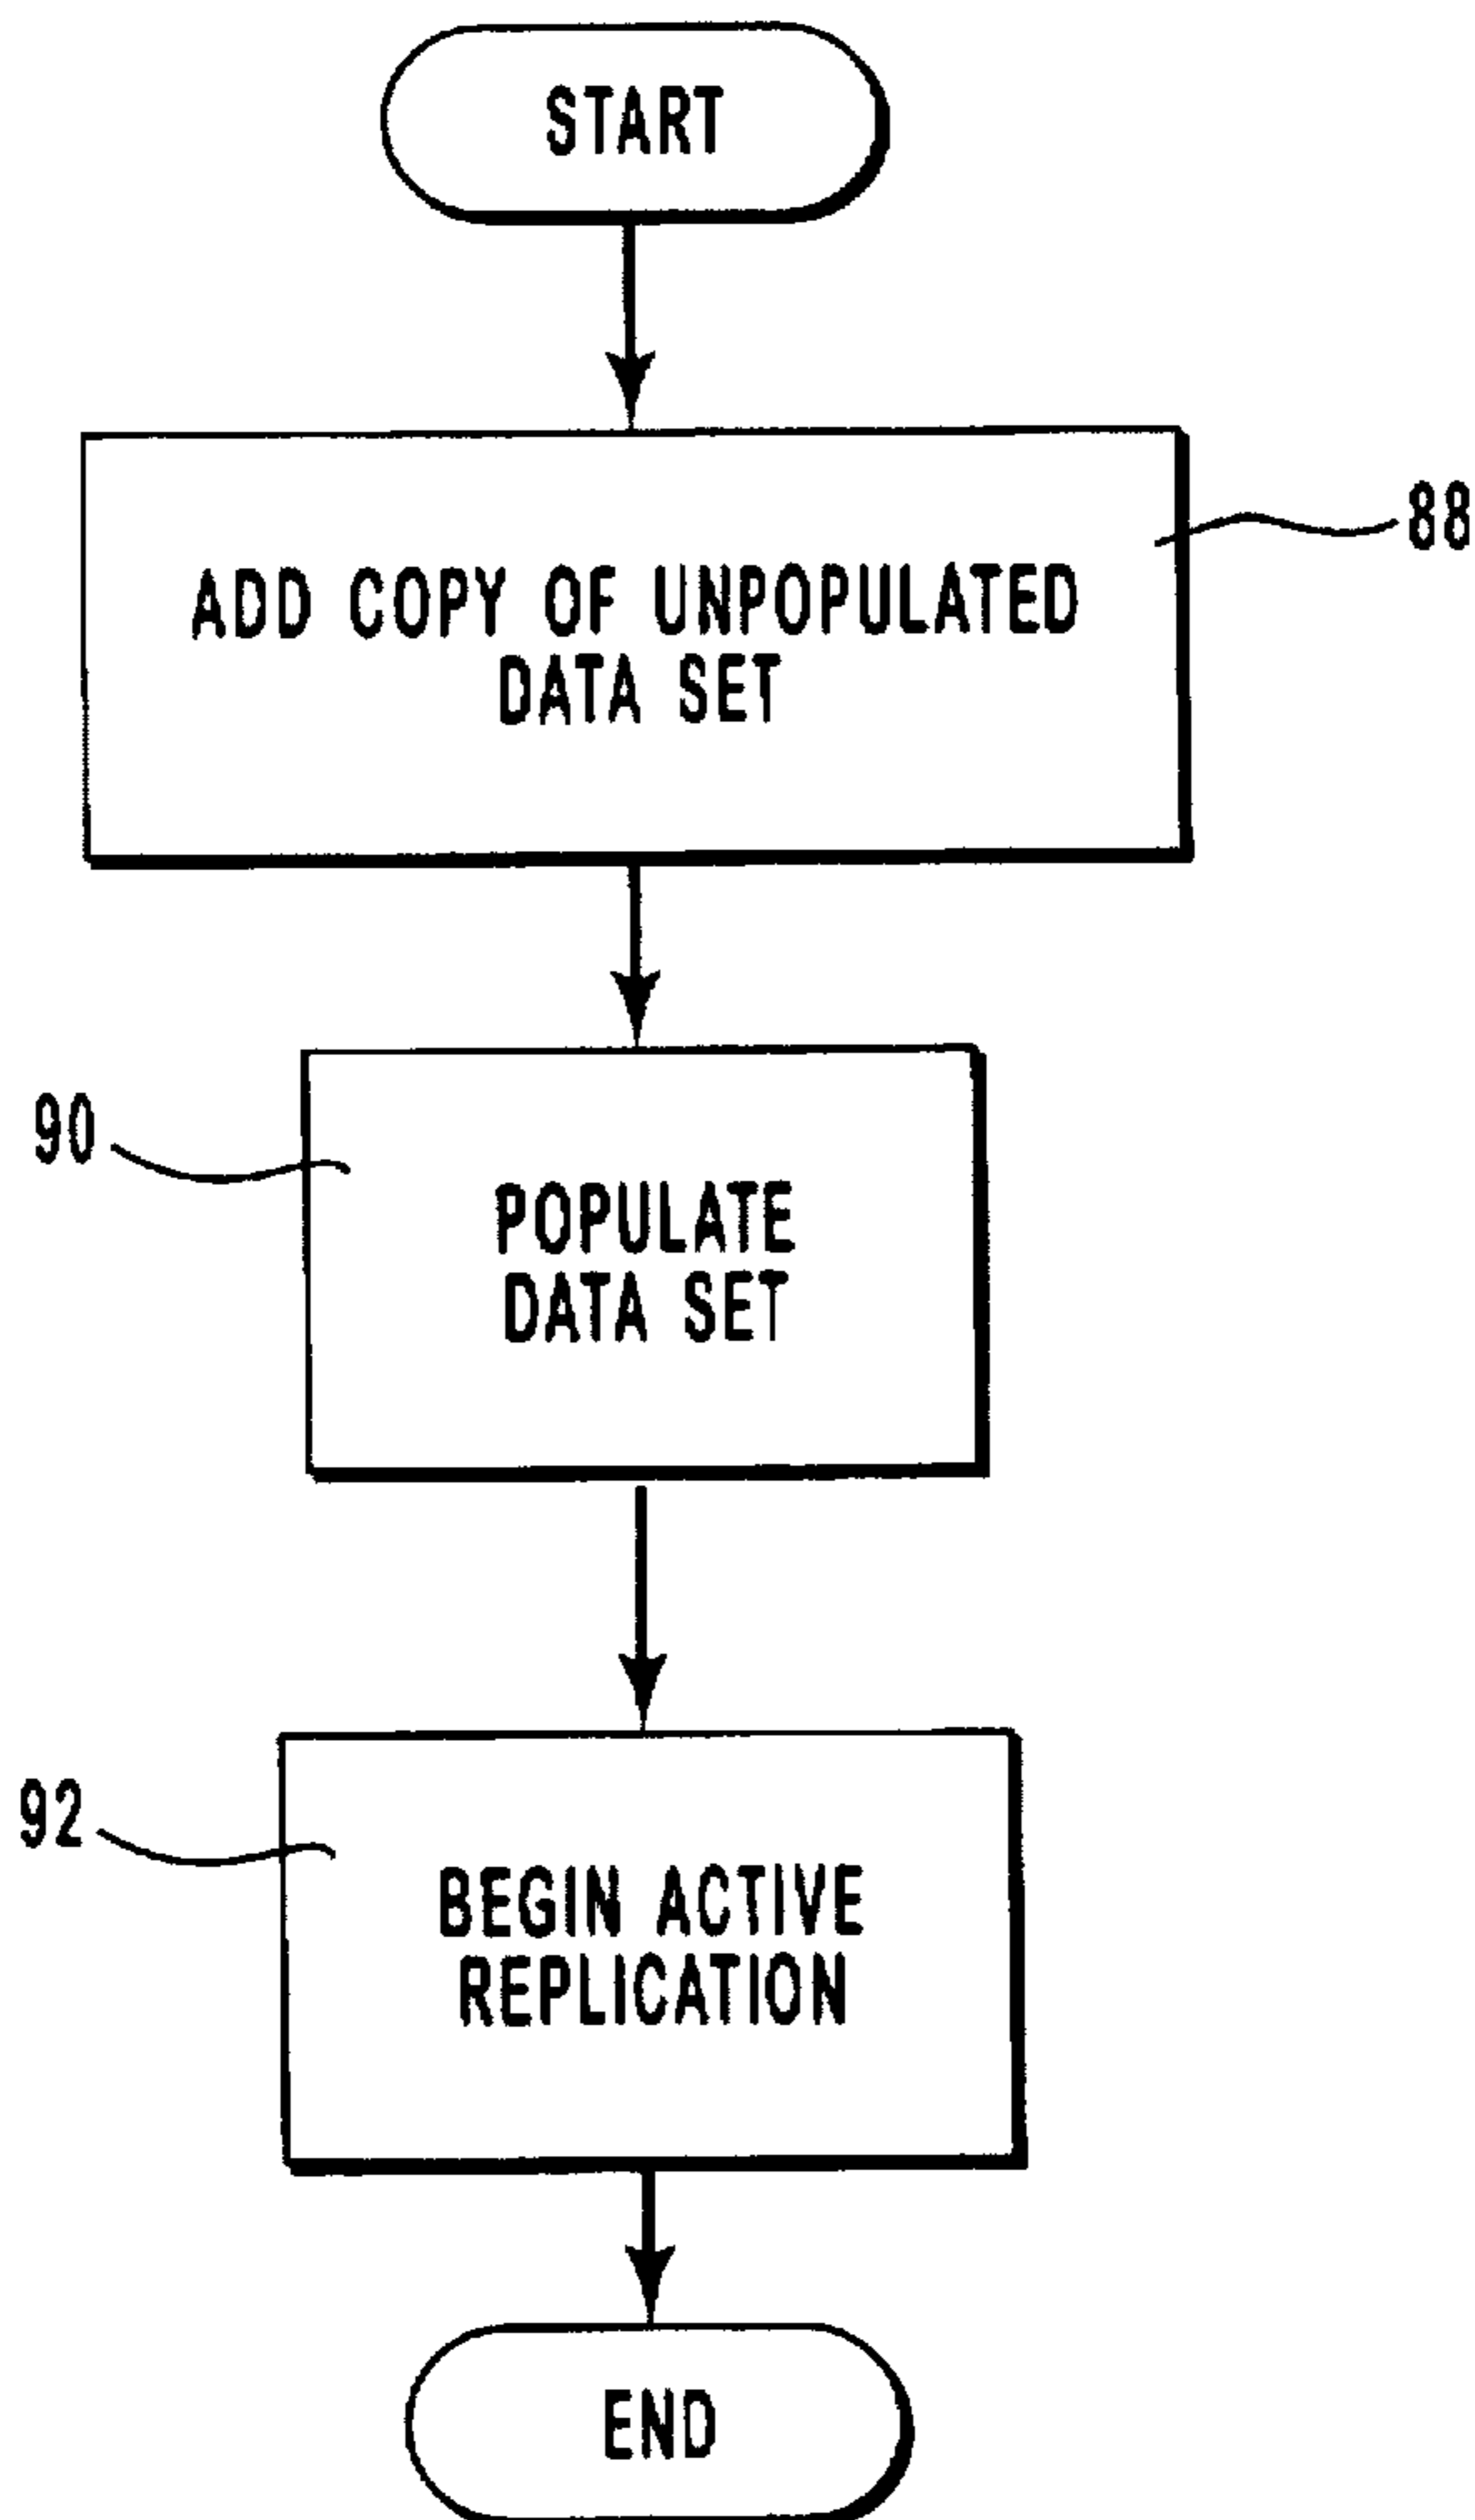 START
88
ADD COPY OF UNPOPULATED
DATA SET
90
POPULATE
DATA SET
92
BEGIN ACTIVE
REPLICATION
END